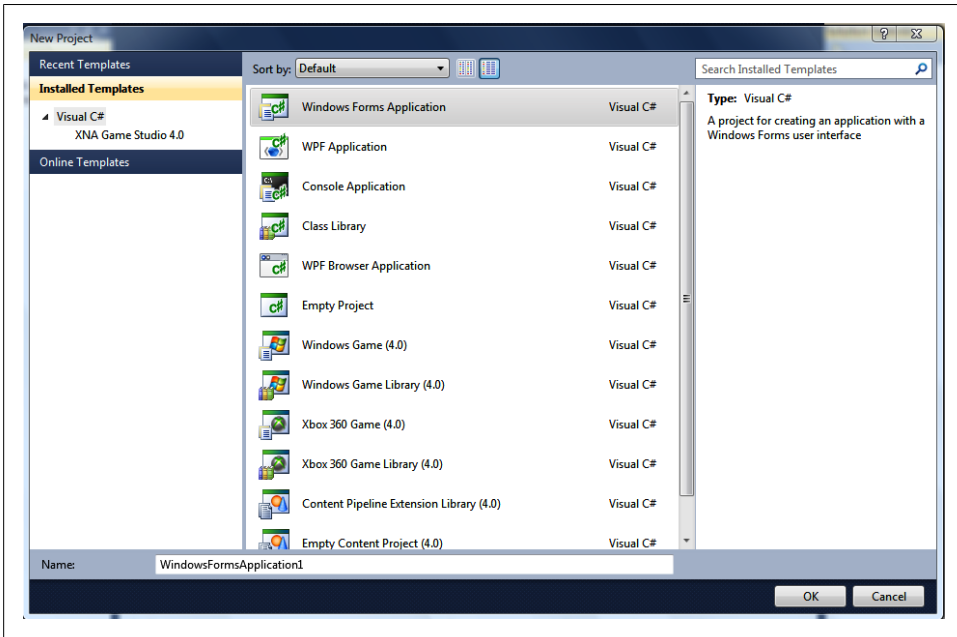 New Project
Recent Templates
Installed Templates
Visual C#
XNA Game Studio 4.0
Online Templates
Sort by: Default
Windows Forms Application Visual C#
WPF Application Visual C#
Console Application Visual C#
Class Library Visual C#
WPF Browser Application Visual C#
Empty Project Visual C#
Windows Game (4.0) Visual C#
Windows Game Library (4.0) Visual C#
Xbox 360 Game (4.0) Visual C#
Xbox 360 Game Library (4.0) Visual C#
Content Pipeline Extension Library (4.0) Visual C#
Empty Content Project (4.0) Visual C#
Search Installed Templates
Type: Visual C#
A project for creating an application with a
Windows Forms user interface
Name: WindowsFormsApplication1
OK Cancel